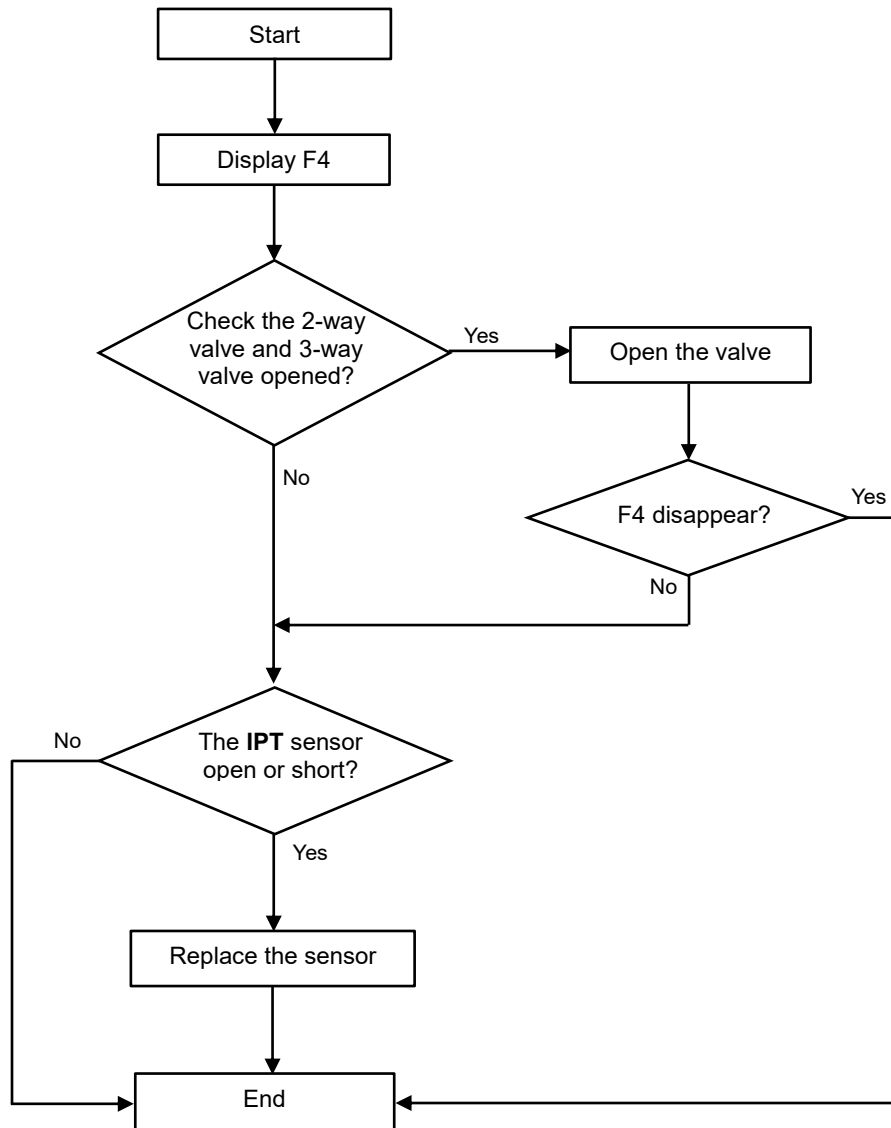 Start
Display F4
Check the 2-way
valve and 3-way
valve opened?
Yes
Open the valve
No
F4 disappear?
Yes
No
No
The IPT sensor
open or short?
Yes
Replace the sensor
End